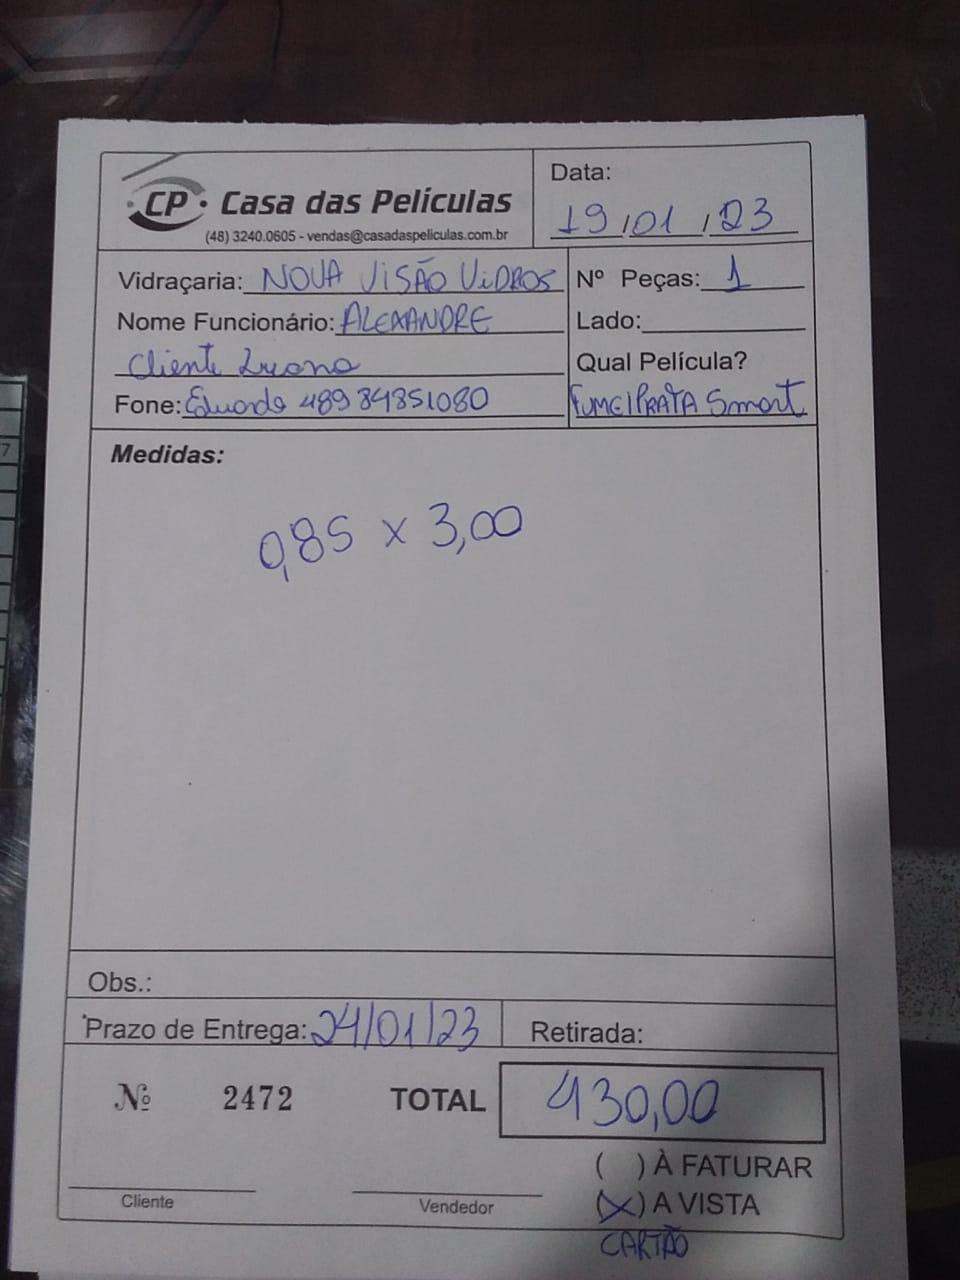 CP Casa das Películas
(48) 3240.0605 - vendas@casadaspeliculas.com.br
Data:
19/01/23
Vidraçaria: NOVA VISÃO ViDROS
Nome Funcionário: ALEXANDRE
Cliente Luana
Fone: Eduardo 489 84851080
Nº Peças: 1
Lado:
Qual Película?
FUME/PRATA Smart
Medidas:
0,85 x 3,00
Obs.:
Prazo de Entrega: 24/01/23
Retirada:
Nº 2472 TOTAL 430,00
( ) À FATURAR
(X) A VISTA
CARTÃO
Cliente
Vendedor
7